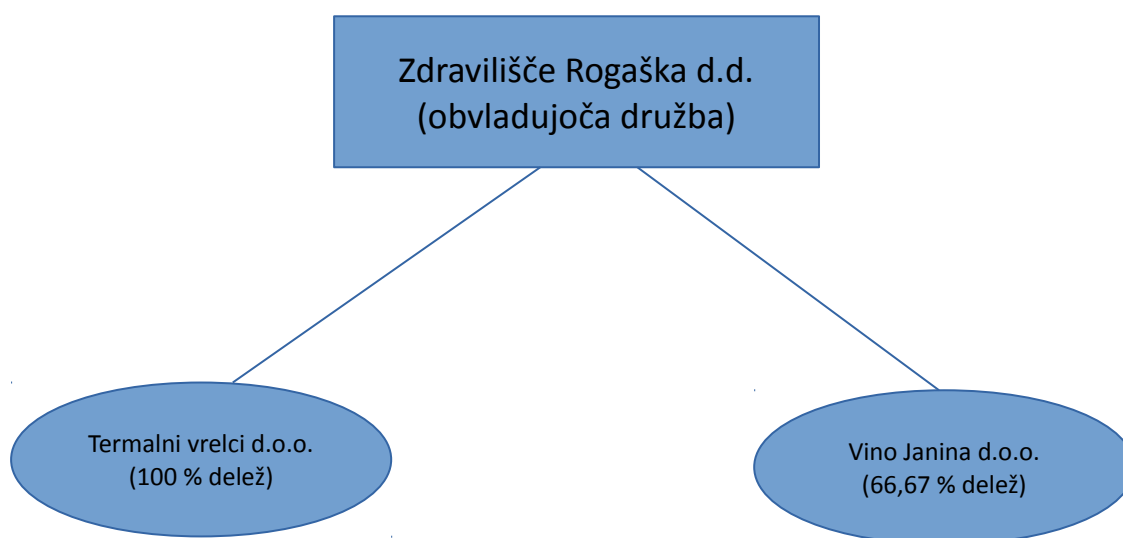 Zdravilišče Rogaška d.d.
(obvladujoča družba)
Termalni vrelci d.o.o.
(100 % delež)
Vino Janina d.o.o.
(66,67 % delež)